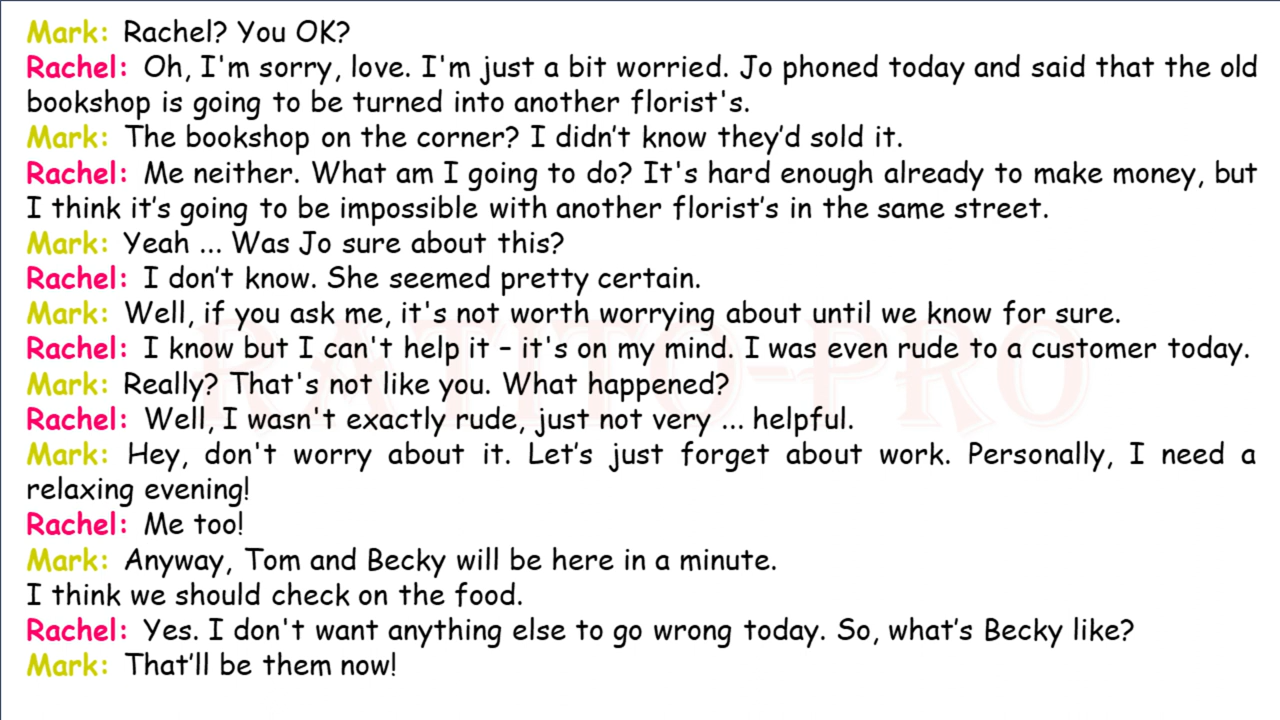 Mark: Rachel? You OK?
Rachel: Oh, I'm sorry, love. I'm just a bit worried. Jo phoned today and said that the old
bookshop is going to be turned into another florist's.
Mark: The bookshop on the corner? I didn’t know they’d sold it.
Rachel: Me neither. What am I going to do? It's hard enough already to make money, but
I think it’s going to be impossible with another florist’s in the same street.
Mark: Yeah ... Was Jo sure about this?
Rachel: I don’t know. She seemed pretty certain.
Mark: Well, if you ask me, it's not worth worrying about until we know for sure.
Rachel: I know but I can't help it – it's on my mind. I was even rude to a customer today.
Mark: Really? That's not like you. What happened?
Rachel: Well, I wasn't exactly rude, just not very ... helpful.
Mark: Hey, don't worry about it. Let’s just forget about work. Personally, I need a
relaxing evening!
Rachel: Me too!
Mark: Anyway, Tom and Becky will be here in a minute.
I think we should check on the food.
Rachel: Yes. I don't want anything else to go wrong today. So, what’s Becky like?
Mark: That’ll be them now!
RATITO-PRO